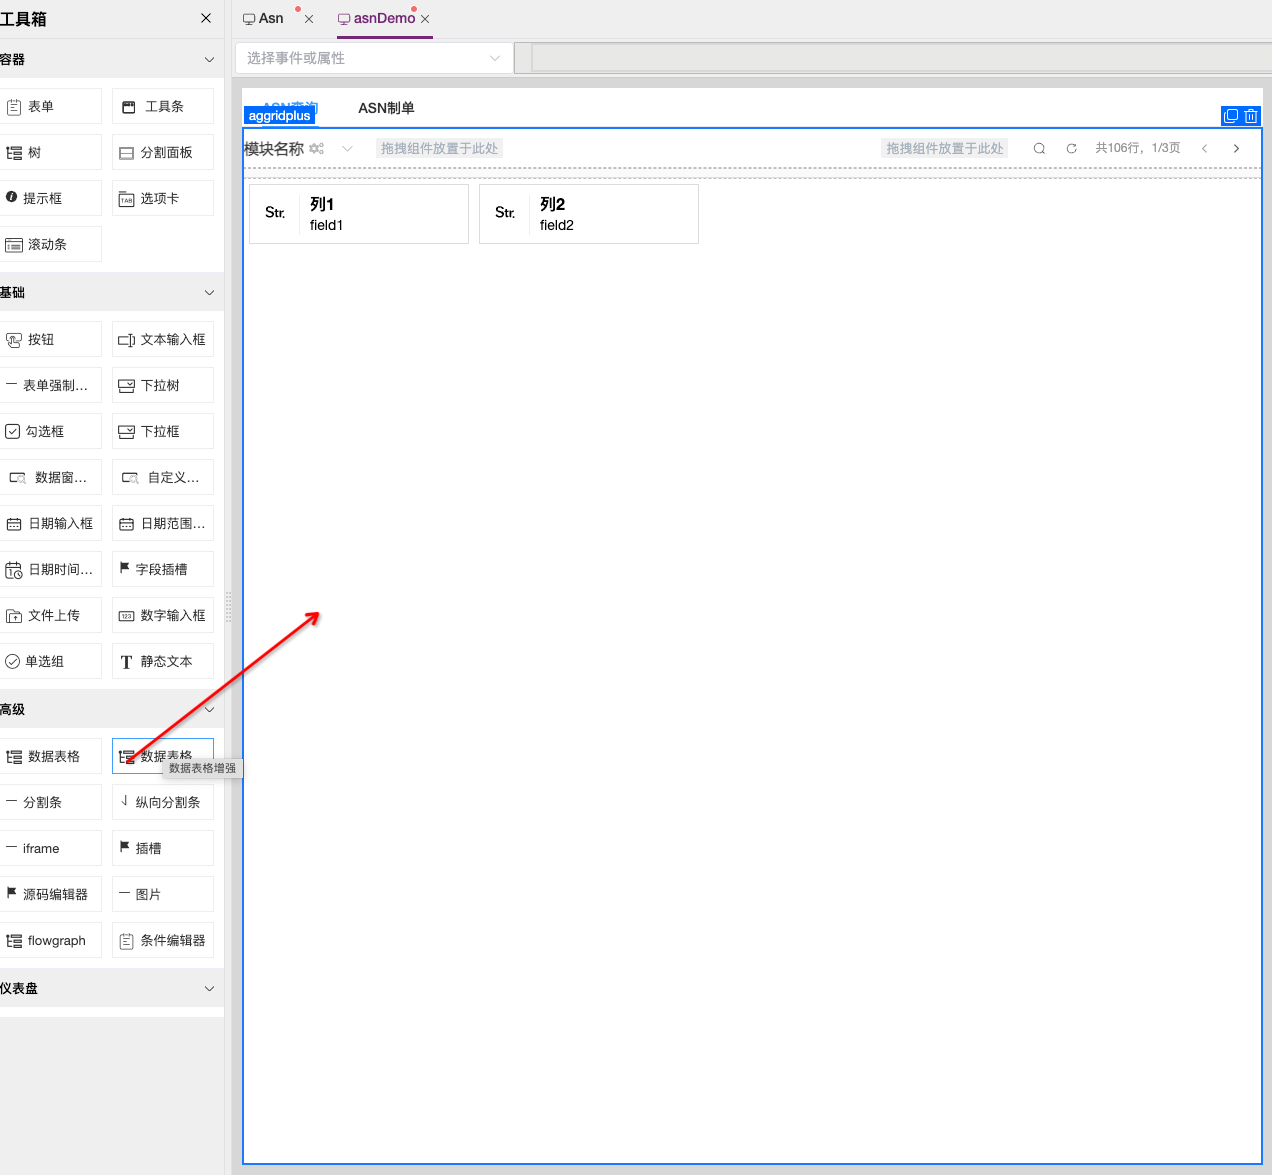 工具箱
容器
表单
工具条
树
分割面板
提示框
选项卡
滚动条
基础
按钮
文本输入框
表单强制...
下拉树
勾选框
下拉框
数据窗...
自定义...
日期输入框
日期范围...
日期时间...
字段插槽
文件上传
数字输入框
单选组
静态文本
高级
数据表格
数据表格
数据表格增强
分割条
纵向分割条
iframe
插槽
源码编辑器
图片
flowgraph
条件编辑器
仪表盘
Asn
asnDemo
选择事件或属性
ASN查询
ASN制单
aggridplus
模块名称
拖拽组件放置于此处
拖拽组件放置于此处
共106行，1/3页
Str.
列1
field1
Str.
列2
field2